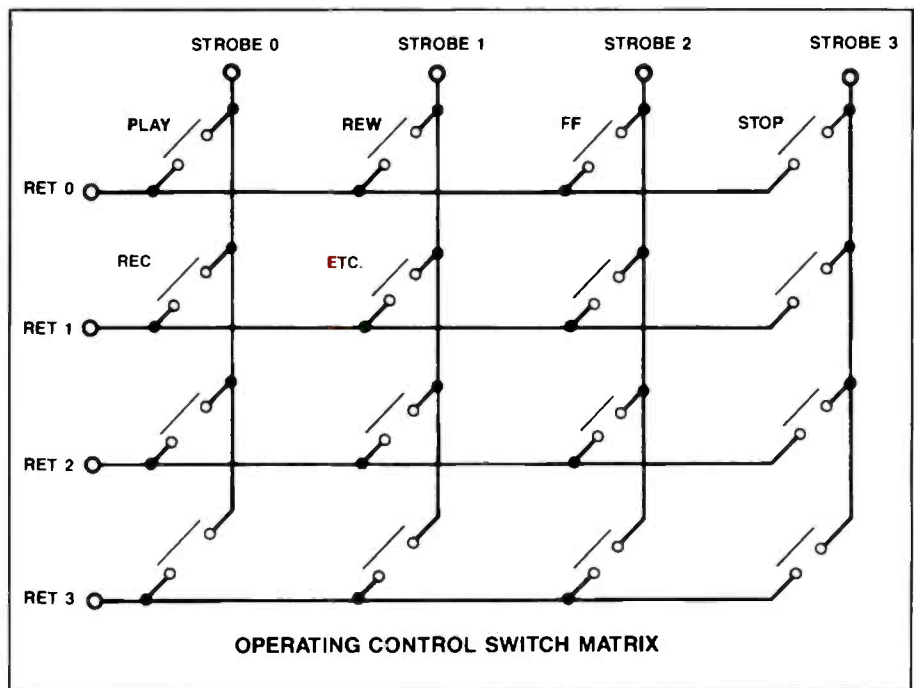 STROBE 0 STROBE 1 STROBE 2 STROBE 3
PLAY REW FF STOP
RET 0
REC ETC.
RET 1
RET 2
RET 3
OPERATING CONTROL SWITCH MATRIX